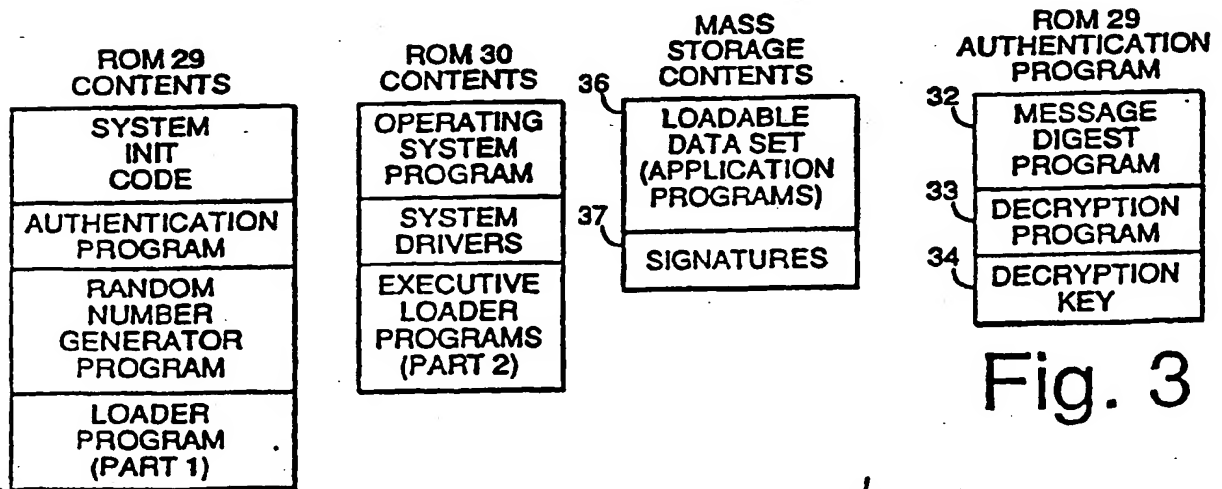 ROM 29
CONTENTS
SYSTEM
INIT
CODE
AUTHENTICATION
PROGRAM
RANDOM
NUMBER
GENERATOR
PROGRAM
LOADER
PROGRAM
(PART 1)
ROM 30
CONTENTS
OPERATING
SYSTEM
PROGRAM
SYSTEM
DRIVERS
EXECUTIVE
LOADER
PROGRAMS
(PART 2)
MASS
STORAGE
CONTENTS
36
LOADABLE
DATA SET
(APPLICATION
PROGRAMS)
37
SIGNATURES
ROM 29
AUTHENTICATION
PROGRAM
32
MESSAGE
DIGEST
PROGRAM
33
DECRYPTION
PROGRAM
34
DECRYPTION
KEY
Fig. 3